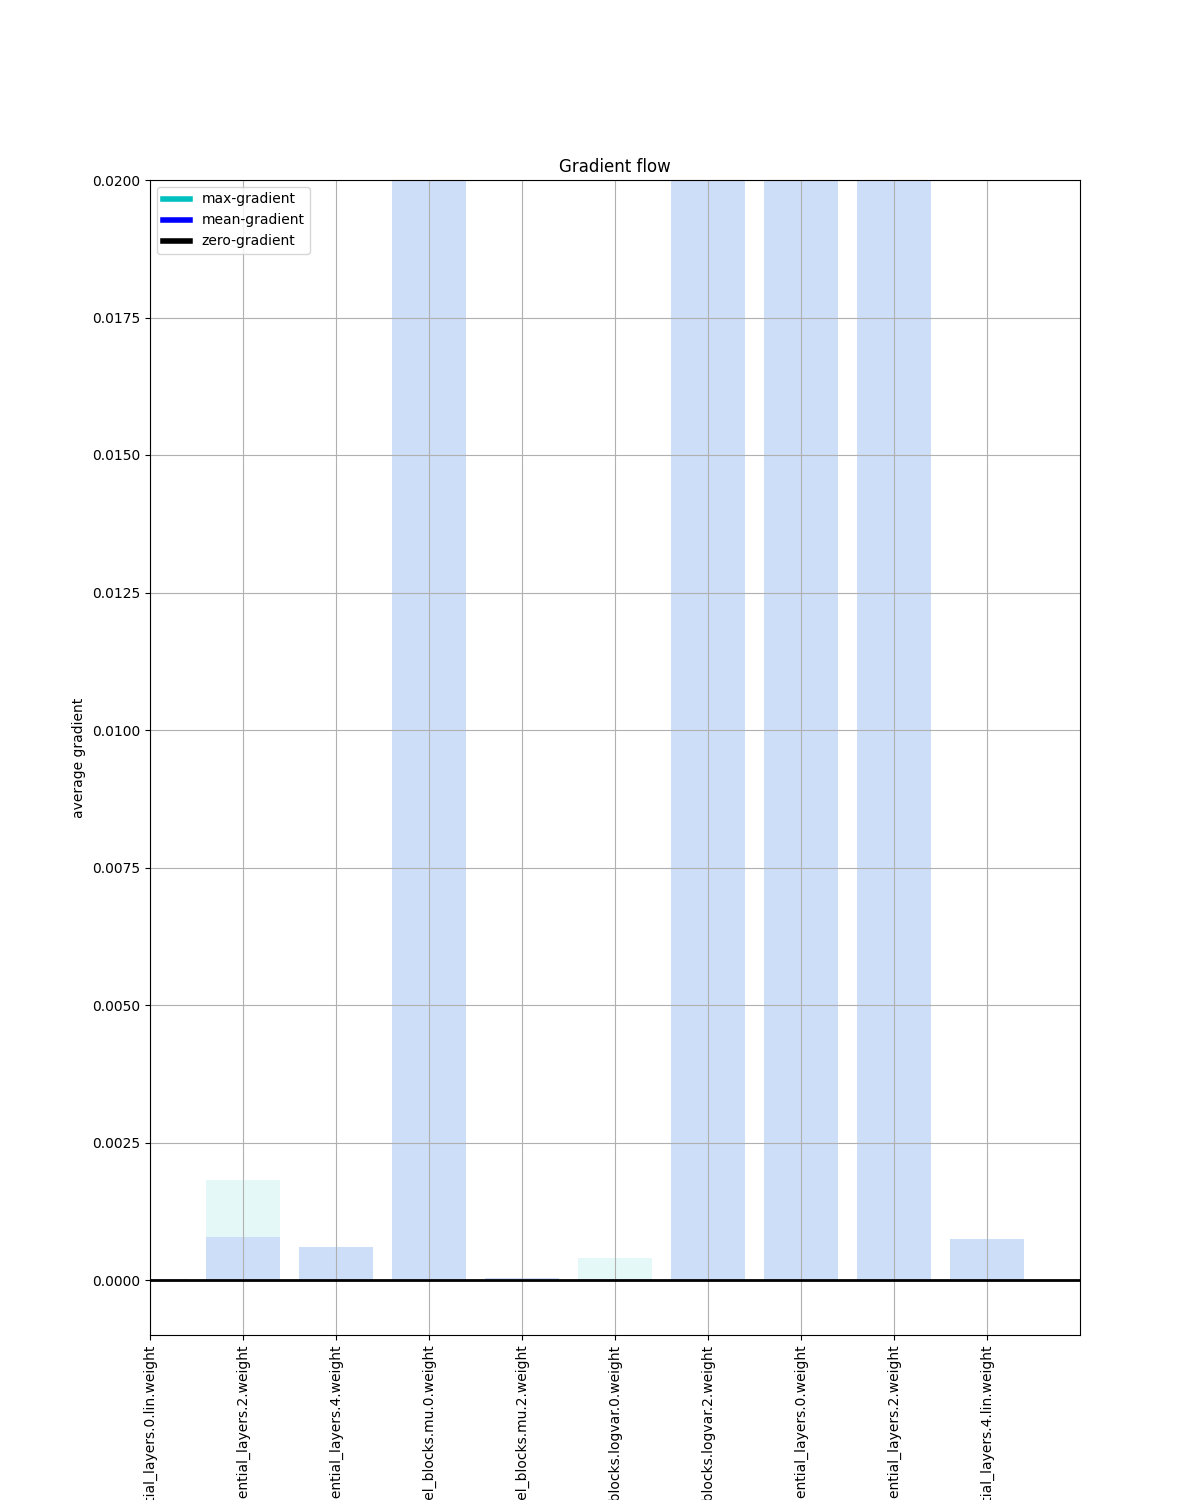 Gradient flow
max-gradient
mean-gradient
zero-gradient
0.0200
0.0175
0.0150
0.0125
0.0100
0.0075
0.0050
0.0025
0.0000
average gradient
tial_layers.0.lin.weight
ential_layers.2.weight
ential_layers.4.weight
el_blocks.mu.0.weight
el_blocks.mu.2.weight
blocks.logvar.0.weight
blocks.logvar.2.weight
ential_layers.0.weight
ential_layers.2.weight
tial_layers.4.lin.weight